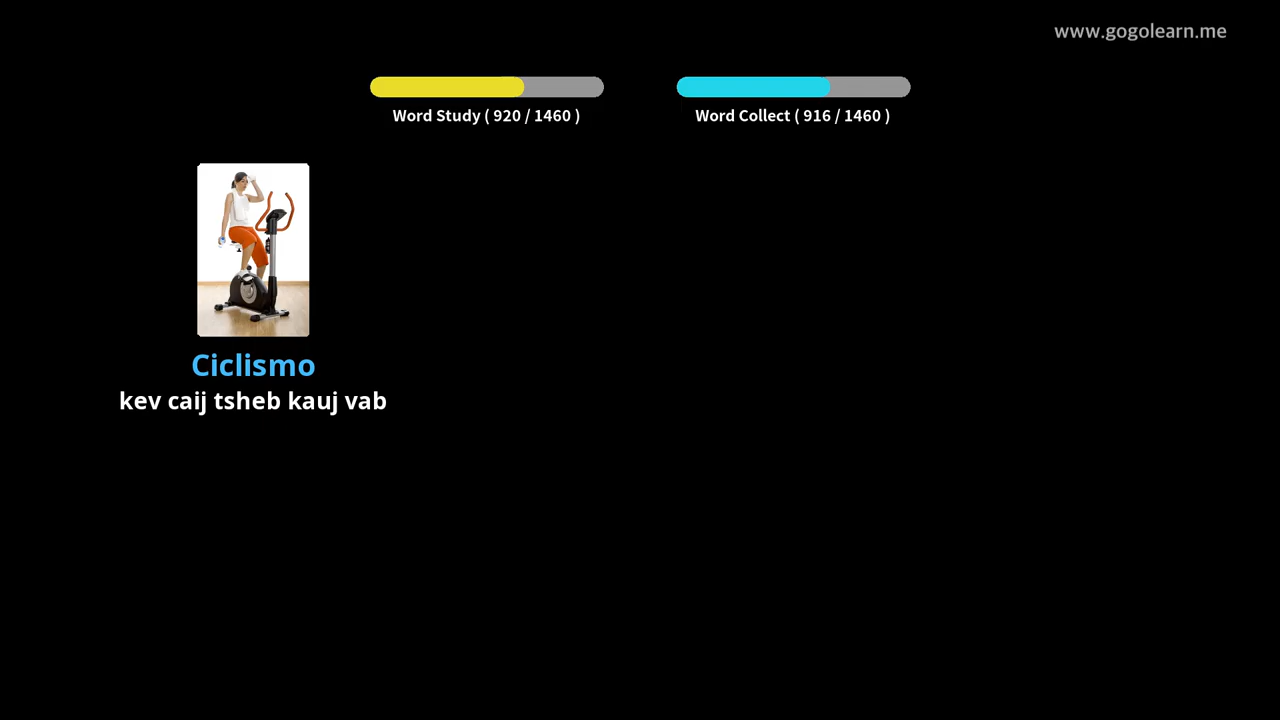 www.gogolearn.me
Word Study ( 920 / 1460 )
Word Collect ( 916 / 1460 )
Ciclismo
kev caij tsheb kauj vab